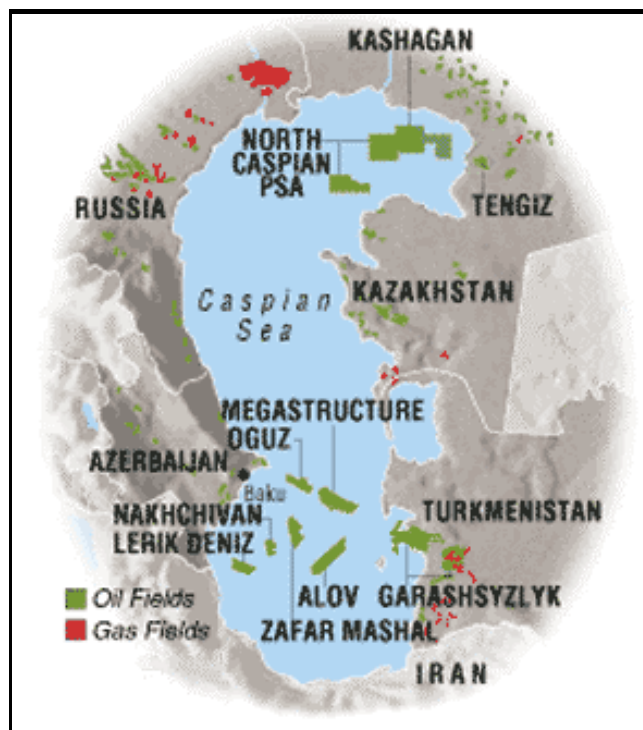 KASHAGAN
NORTH
CASPIAN
PSA
RUSSIA
TENGIZ
Caspian
Sea
KAZAKHSTAN
MEGASTRUCTURE
OGUZ
AZERBAIJAN
Baku
NAKHCHIVAN
LERIK DENIZ
TURKMENISTAN
Oil Fields
Gas Fields
ALOV
GARASHSYZLYK
ZAFAR MASHAL
IRAN